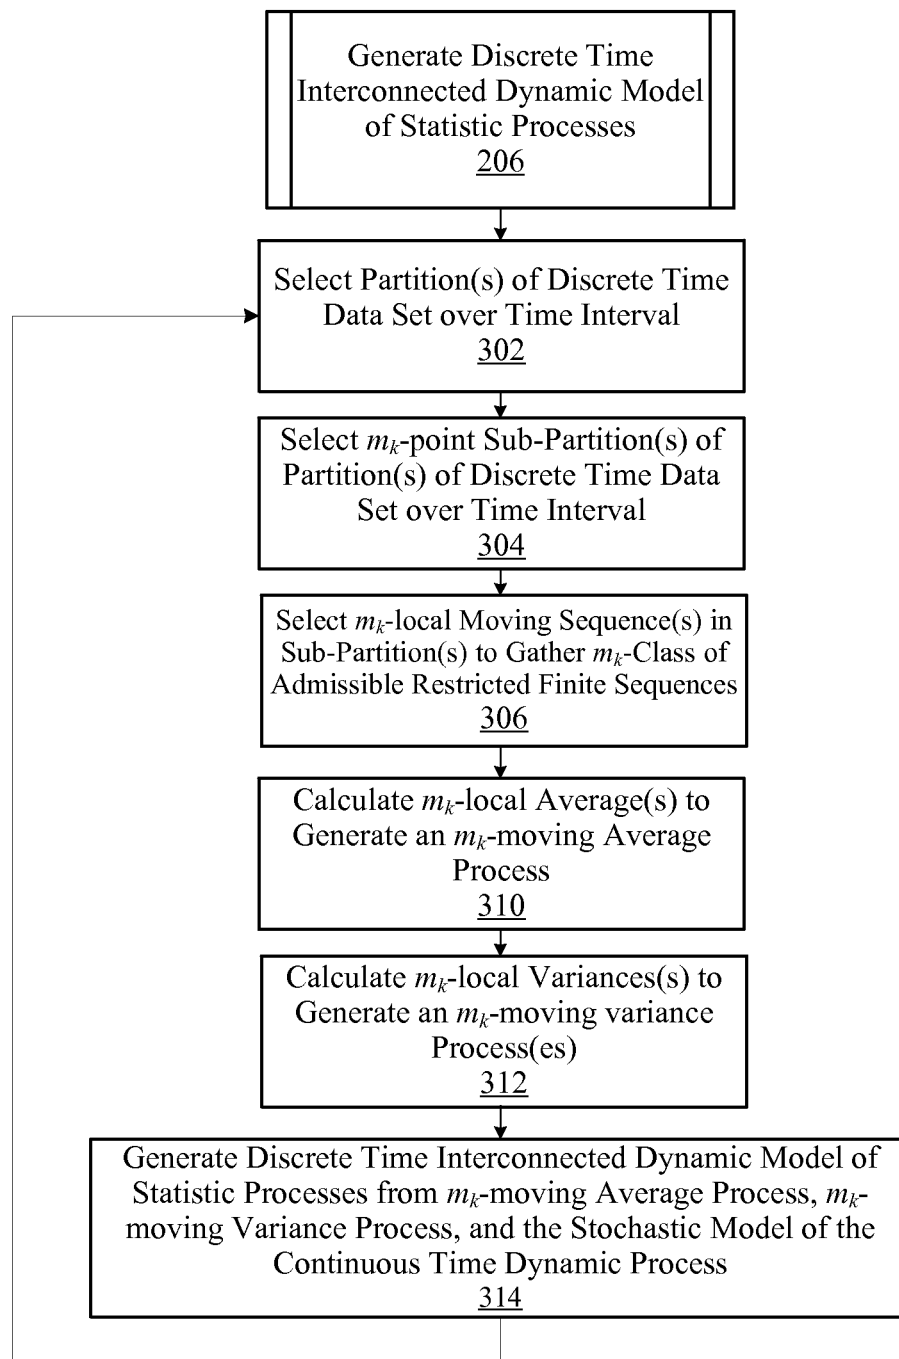 Generate Discrete Time
Interconnected Dynamic Model
of Statistic Processes
206
Select Partition(s) of Discrete Time
Data Set over Time Interval
302
Select mk-point Sub-Partition(s) of
Partition(s) of Discrete Time Data
Set over Time Interval
304
Select mk-local Moving Sequence(s) in
Sub-Partition(s) to Gather mk-Class of
Admissible Restricted Finite Sequences
306
Calculate mk-local Average(s) to
Generate an mk-moving Average
Process
310
Calculate mk-local Variances(s) to
Generate an mk-moving variance
Process(es)
312
Generate Discrete Time Interconnected Dynamic Model of
Statistic Processes from mk-moving Average Process, mk-
moving Variance Process, and the Stochastic Model of the
Continuous Time Dynamic Process
314